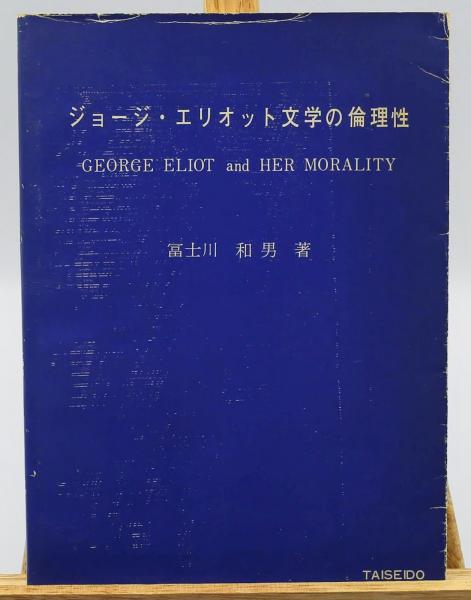 ジョージ・エリオット文学の倫理性
GEORGE ELIOT and HER MORALITY
冨士川 和男 著
TAISEIDO